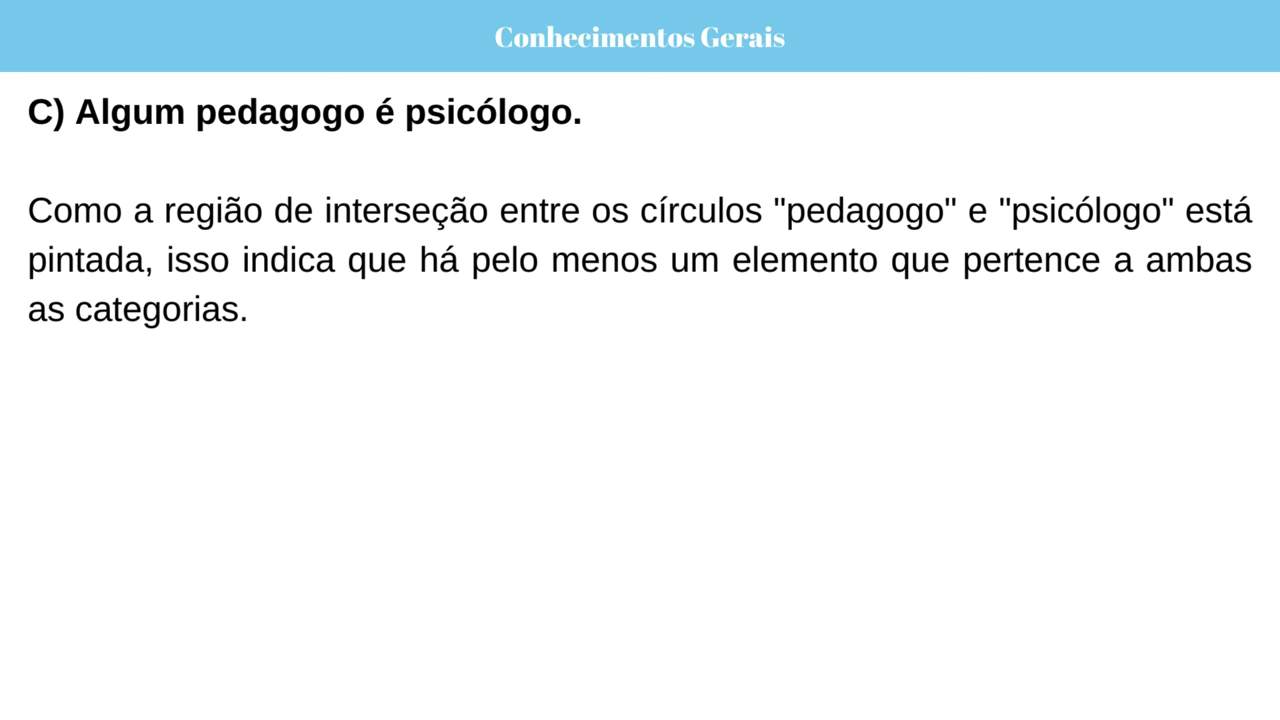 Conhecimentos Gerais
C) Algum pedagogo é psicólogo.
Como a região de interseção entre os círculos "pedagogo" e "psicólogo" está
pintada, isso indica que há pelo menos um elemento que pertence a ambas
as categorias.